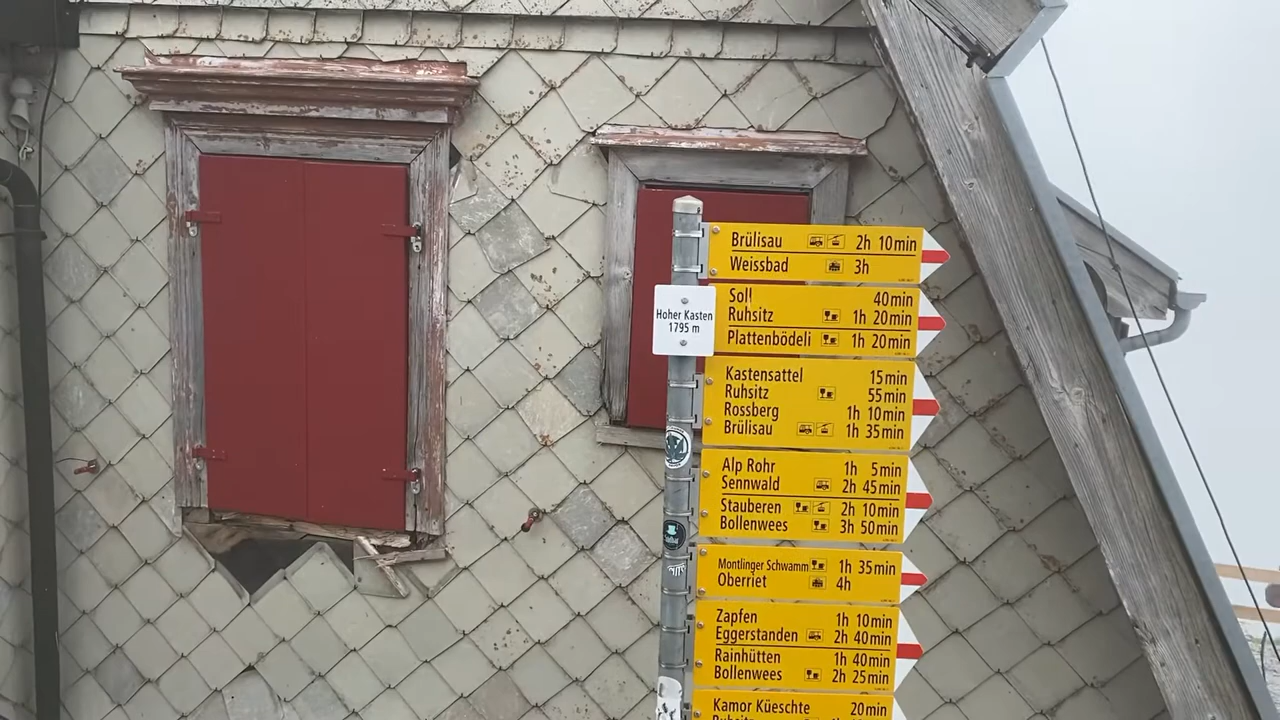 Brülisau 2h 10min
Weissbad 3h
Hoher Kasten
1795 m
Soll 40min
Ruhsitz 1h 20min
Plattenbödeli 1h 20min
Kastensattel 15min
Ruhsitz 55min
Rossberg 1h 10min
Brülisau 1h 35min
Alp Rohr 1h 5min
Sennwald 2h 45min
Stauberen 2h 10min
Bollenwees 3h 50min
Montlinger Schwamm 1h 35min
Oberriet 4h
Zapfen 1h 10min
Eggerstanden 2h 40min
Rainhütten 1h 40min
Bollenwees 2h 25min
Kamor Küeschte 20min